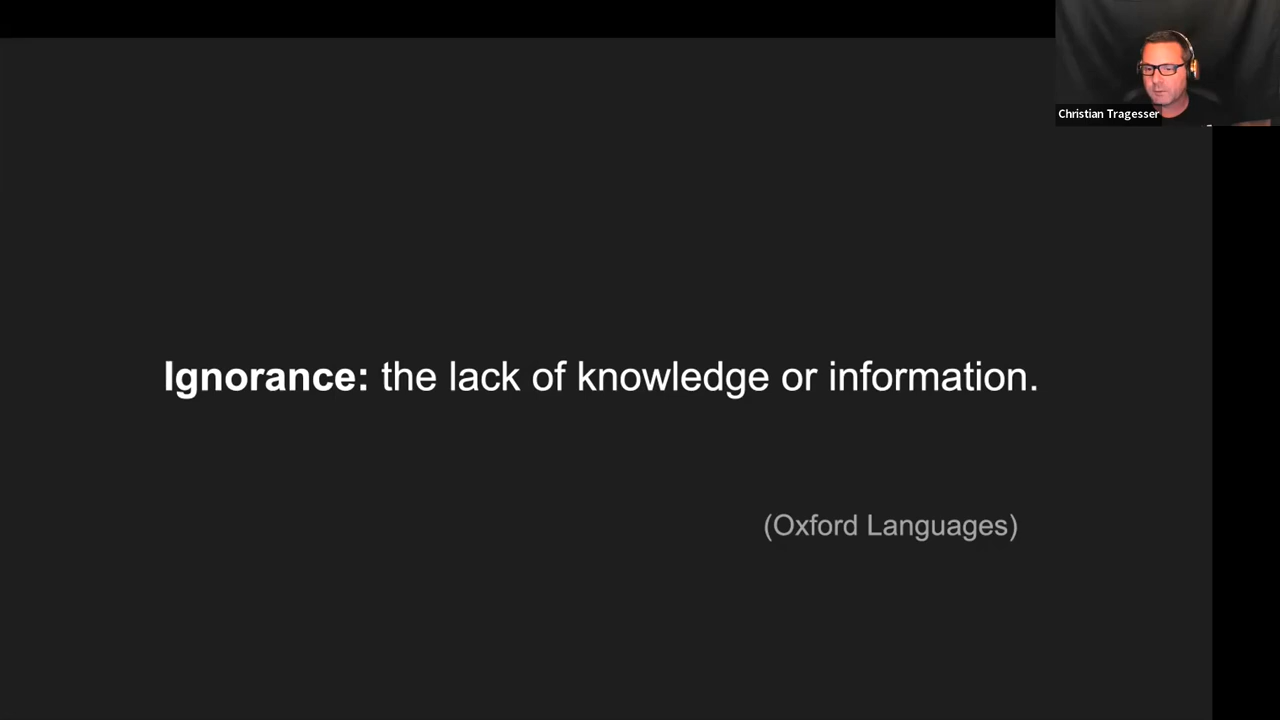 Christian Tragesser
Ignorance: the lack of knowledge or information.
(Oxford Languages)